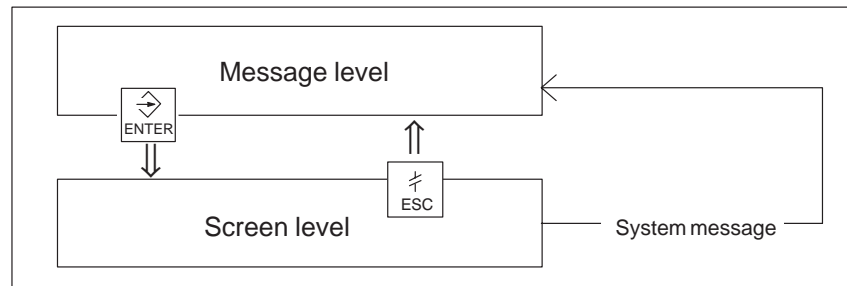 Message level
ENTER
ESC
Screen level
System message